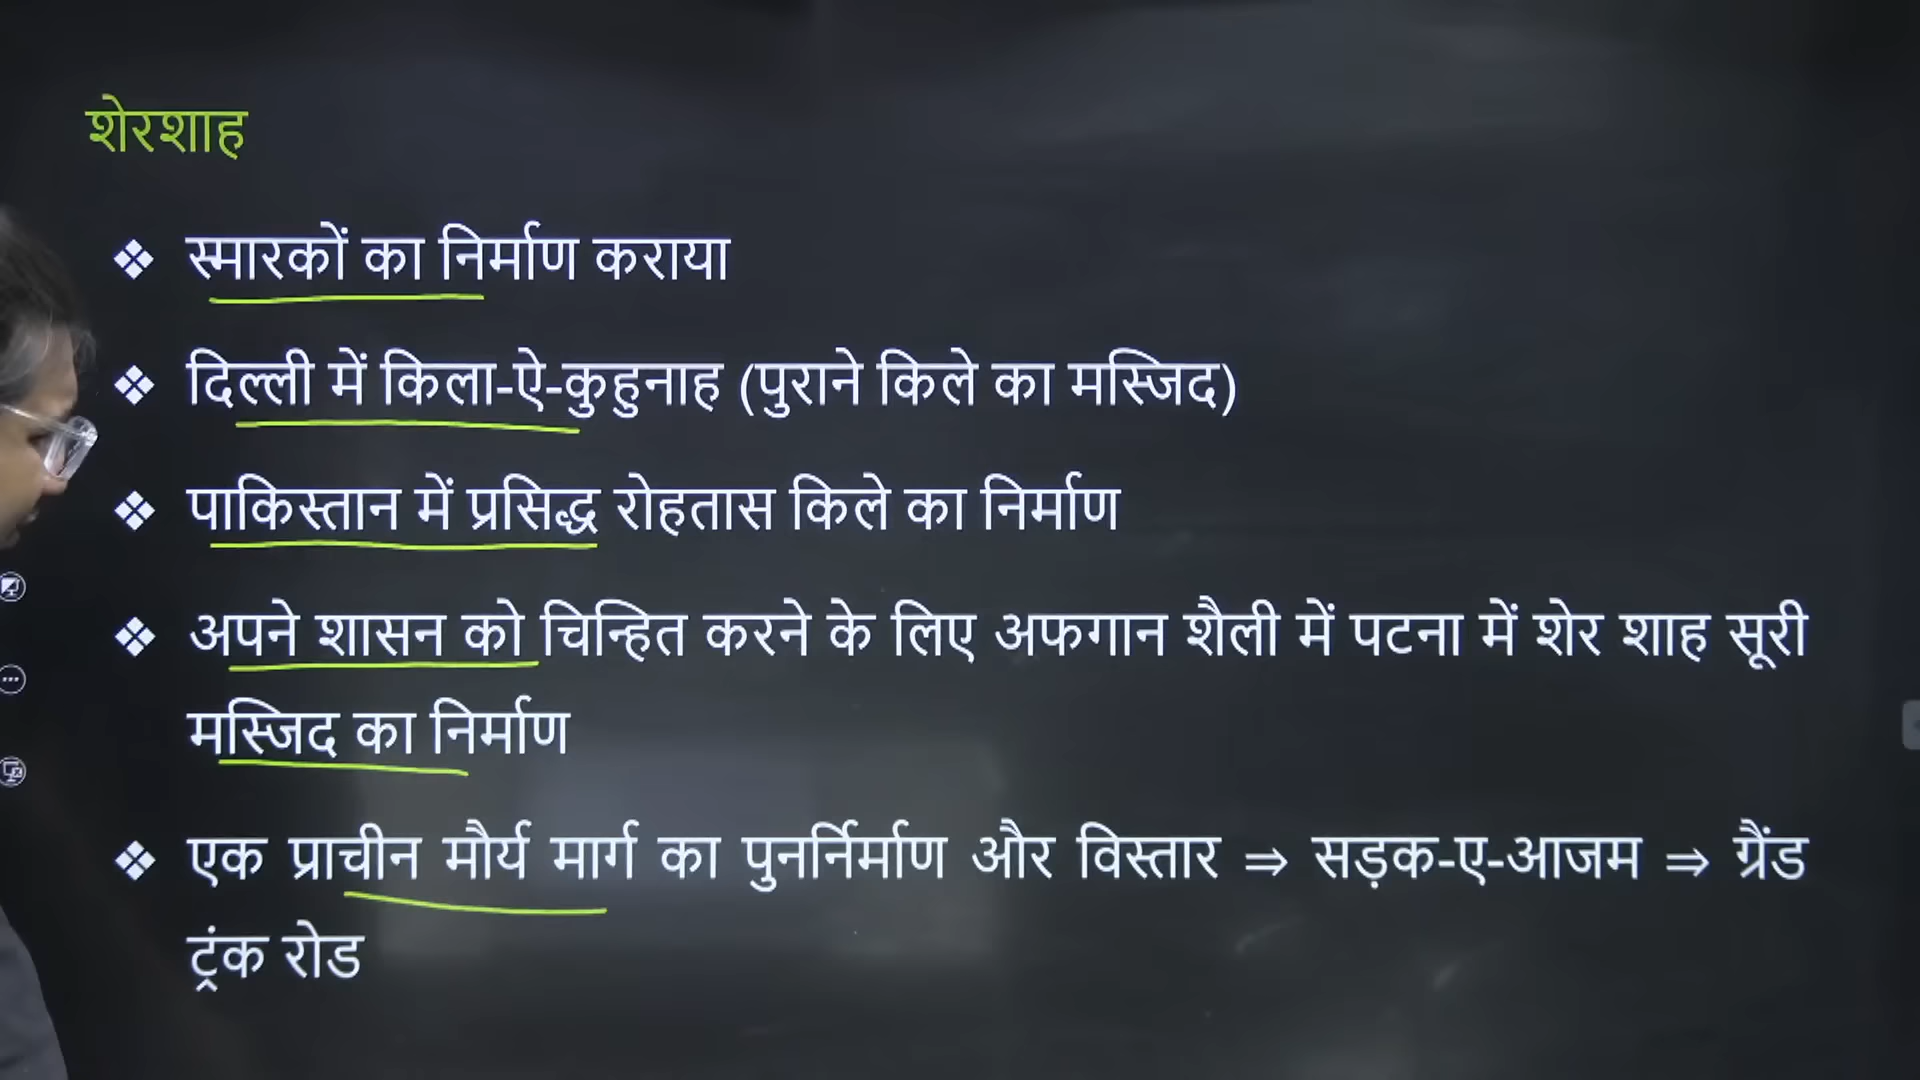 शेरशाह
❖ स्मारकों का निर्माण कराया
❖ दिल्ली में किला-ऐ-कुहुनाह (पुराने किले का मस्जिद)
❖ पाकिस्तान में प्रसिद्ध रोहतास किले का निर्माण
❖ अपने शासन को चिन्हित करने के लिए अफगान शैली में पटना में शेर शाह सूरी
मस्जिद का निर्माण
❖ एक प्राचीन मौर्य मार्ग का पुनर्निर्माण और विस्तार ⇒ सड़क-ए-आजम ⇒ ग्रैंड
ट्रंक रोड